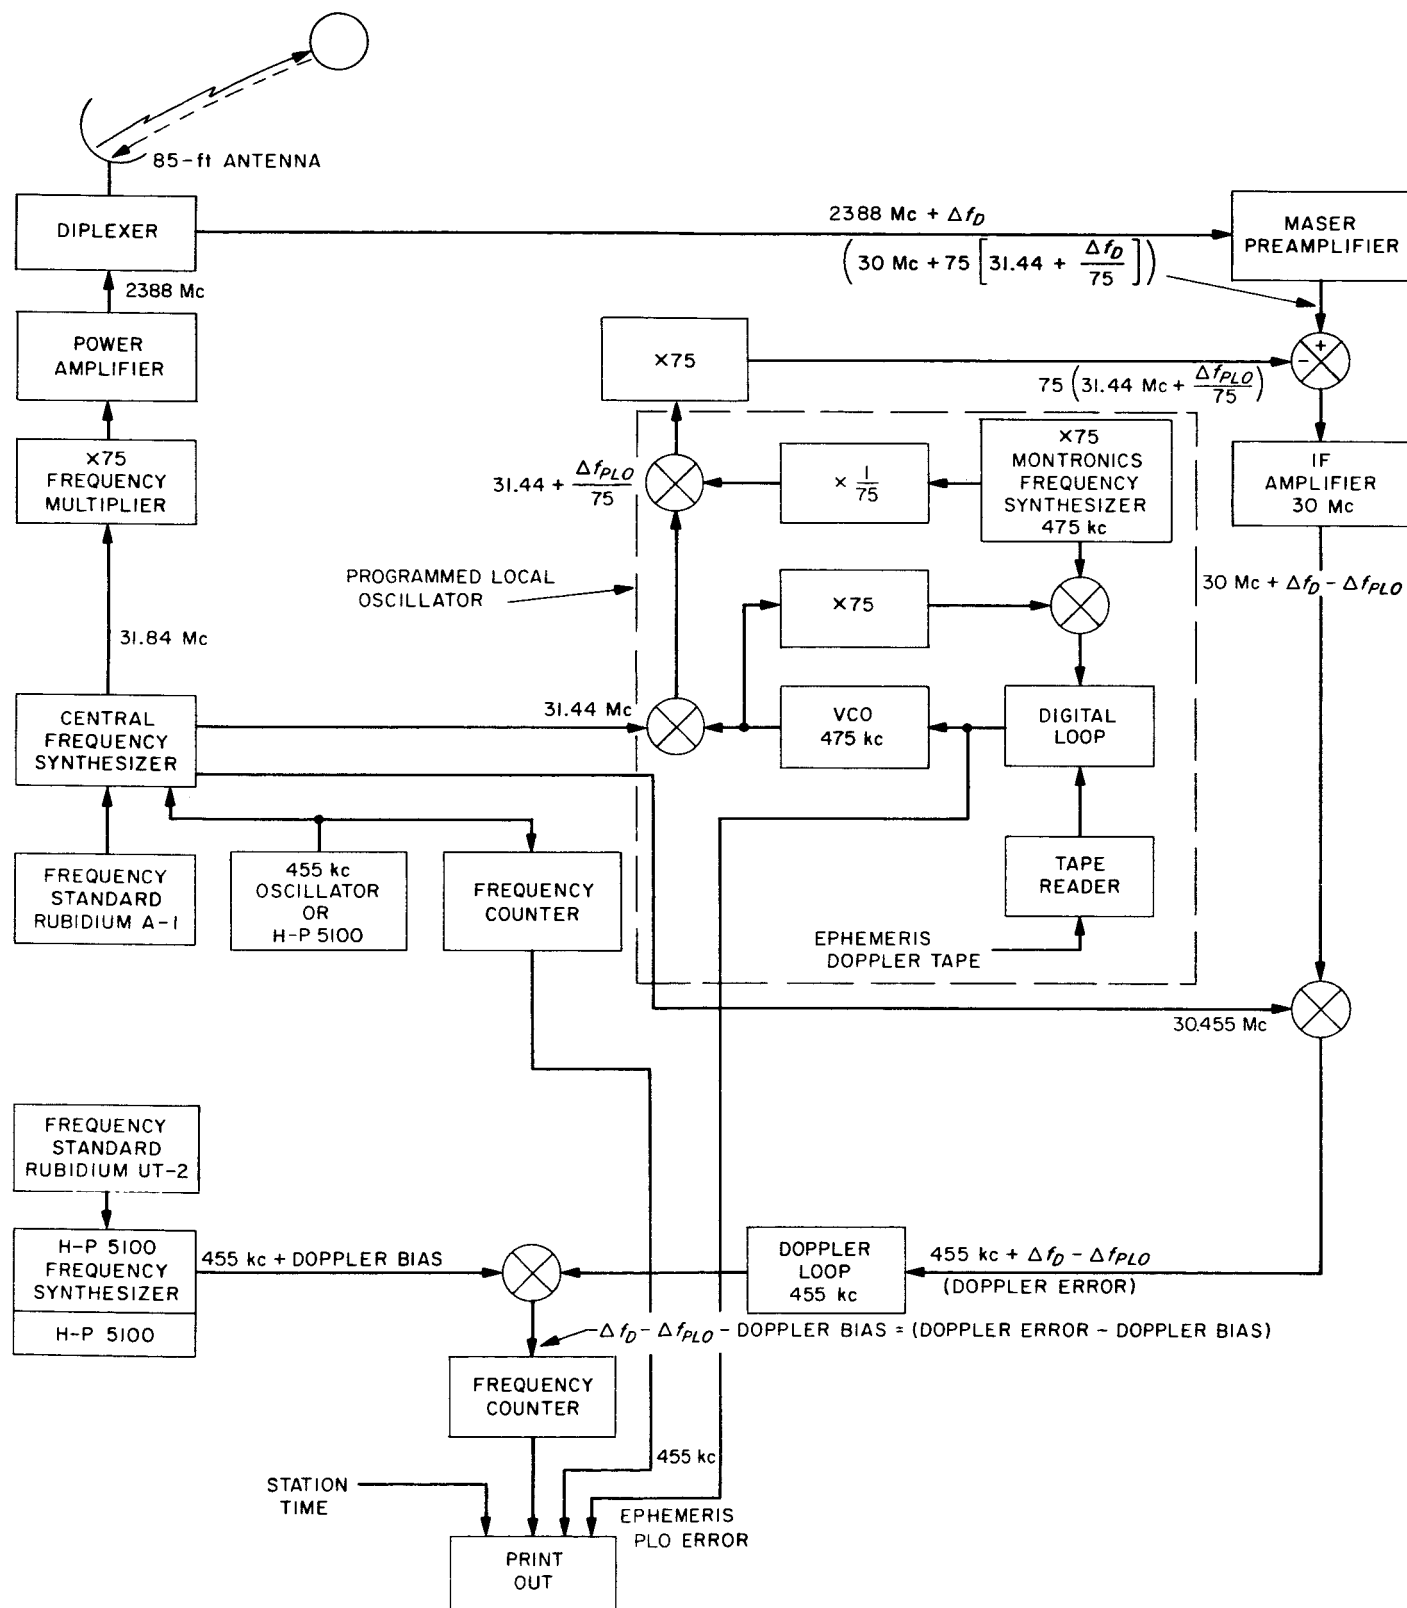 85-ft ANTENNA
DIPLEXER
2388 Mc + Δf_D
(30 Mc + 75 [31.44 + Δf_D/75])
MASER
PREAMPLIFIER
2388 Mc
POWER
AMPLIFIER
×75
+
-
75 (31.44 Mc + Δf_PLO/75)
×75
FREQUENCY
MULTIPLIER
31.44 + Δf_PLO/75
× 1/75
×75
MONTRONICS
FREQUENCY
SYNTHESIZER
475 kc
IF
AMPLIFIER
30 Mc
PROGRAMMED LOCAL
OSCILLATOR
×75
30 Mc + Δf_D - Δf_PLO
31.84 Mc
CENTRAL
FREQUENCY
SYNTHESIZER
31.44 Mc
VCO
475 kc
DIGITAL
LOOP
FREQUENCY
STANDARD
RUBIDIUM A-1
455 kc
OSCILLATOR
OR
H-P 5100
FREQUENCY
COUNTER
TAPE
READER
EPHEMERIS
DOPPLER TAPE
30.455 Mc
FREQUENCY
STANDARD
RUBIDIUM UT-2
H-P 5100
FREQUENCY
SYNTHESIZER
H-P 5100
455 kc + DOPPLER BIAS
DOPPLER
LOOP
455 kc
455 kc + Δf_D - Δf_PLO
(DOPPLER ERROR)
Δf_D - Δf_PLO - DOPPLER BIAS = (DOPPLER ERROR - DOPPLER BIAS)
FREQUENCY
COUNTER
455 kc
STATION
TIME
EPHEMERIS
PLO ERROR
PRINT
OUT